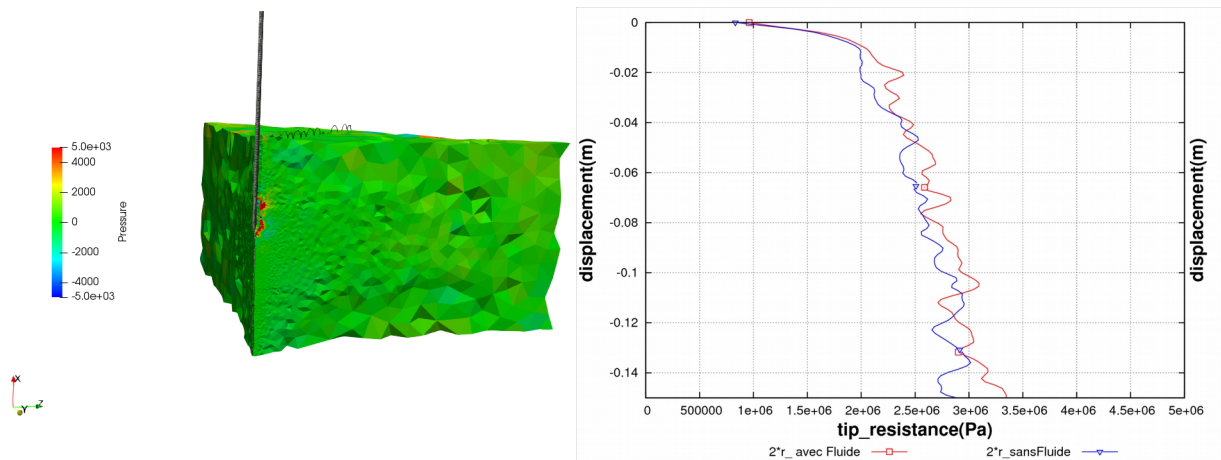 5.0e+03
4000
2000
0
-2000
-4000
-5.0e+03
Pressure
X
Y
Z
0
-0.02
-0.04
-0.06
-0.08
-0.1
-0.12
-0.14
displacement(m)
displacement(m)
0 500000 1e+06 1.5e+06 2e+06 2.5e+06 3e+06 3.5e+06 4e+06 4.5e+06 5e+06
tip_resistance(Pa)
2*r_ avec Fluide 2*r_sansFluide